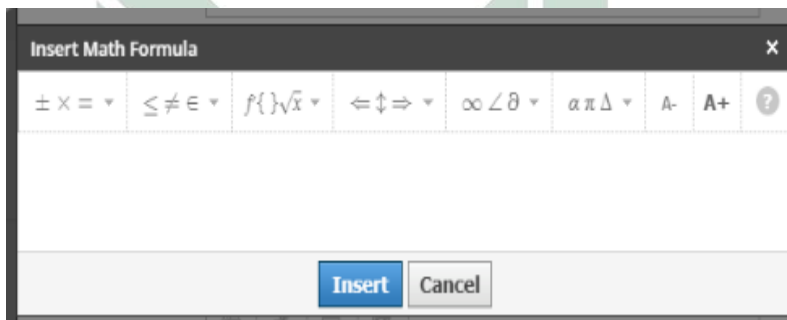 Insert Math Formula ×
± × = ▾ ≤ ≠ ∈ ▾ f{ }√x̄ ▾ ⇐ ⇕ ⇒ ▾ ∞ ∠ ∂ ▾ α π Δ ▾ A- A+ ?
Insert Cancel